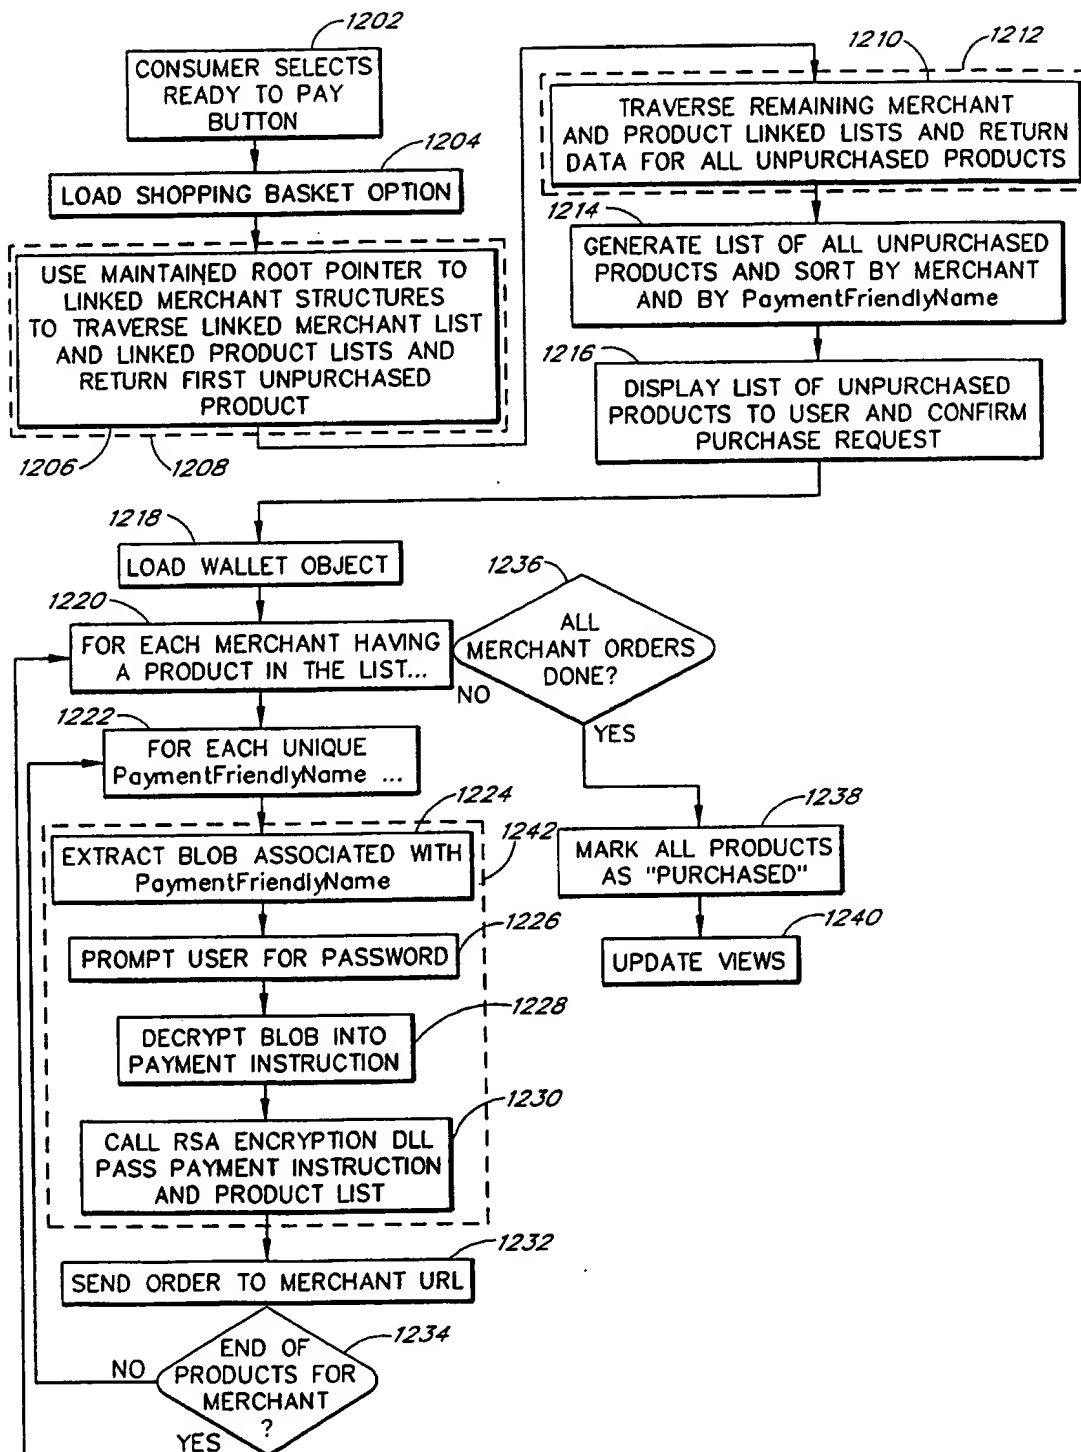 1202
CONSUMER SELECTS
READY TO PAY
BUTTON
1204
LOAD SHOPPING BASKET OPTION
USE MAINTAINED ROOT POINTER TO
LINKED MERCHANT STRUCTURES
TO TRAVERSE LINKED MERCHANT LIST
AND LINKED PRODUCT LISTS AND
RETURN FIRST UNPURCHASED
PRODUCT
1206
1208
1210
1212
TRAVERSE REMAINING MERCHANT
AND PRODUCT LINKED LISTS AND RETURN
DATA FOR ALL UNPURCHASED PRODUCTS
1214
GENERATE LIST OF ALL UNPURCHASED
PRODUCTS AND SORT BY MERCHANT
AND BY PaymentFriendlyName
1216
DISPLAY LIST OF UNPURCHASED
PRODUCTS TO USER AND CONFIRM
PURCHASE REQUEST
1218
LOAD WALLET OBJECT
1220
FOR EACH MERCHANT HAVING
A PRODUCT IN THE LIST...
1236
ALL
MERCHANT ORDERS
DONE?
NO
YES
1222
FOR EACH UNIQUE
PaymentFriendlyName ...
1224
1242
EXTRACT BLOB ASSOCIATED WITH
PaymentFriendlyName
1226
PROMPT USER FOR PASSWORD
1228
DECRYPT BLOB INTO
PAYMENT INSTRUCTION
1230
CALL RSA ENCRYPTION DLL
PASS PAYMENT INSTRUCTION
AND PRODUCT LIST
1232
SEND ORDER TO MERCHANT URL
1234
END OF
PRODUCTS FOR
MERCHANT
?
NO
YES
1238
MARK ALL PRODUCTS
AS "PURCHASED"
1240
UPDATE VIEWS